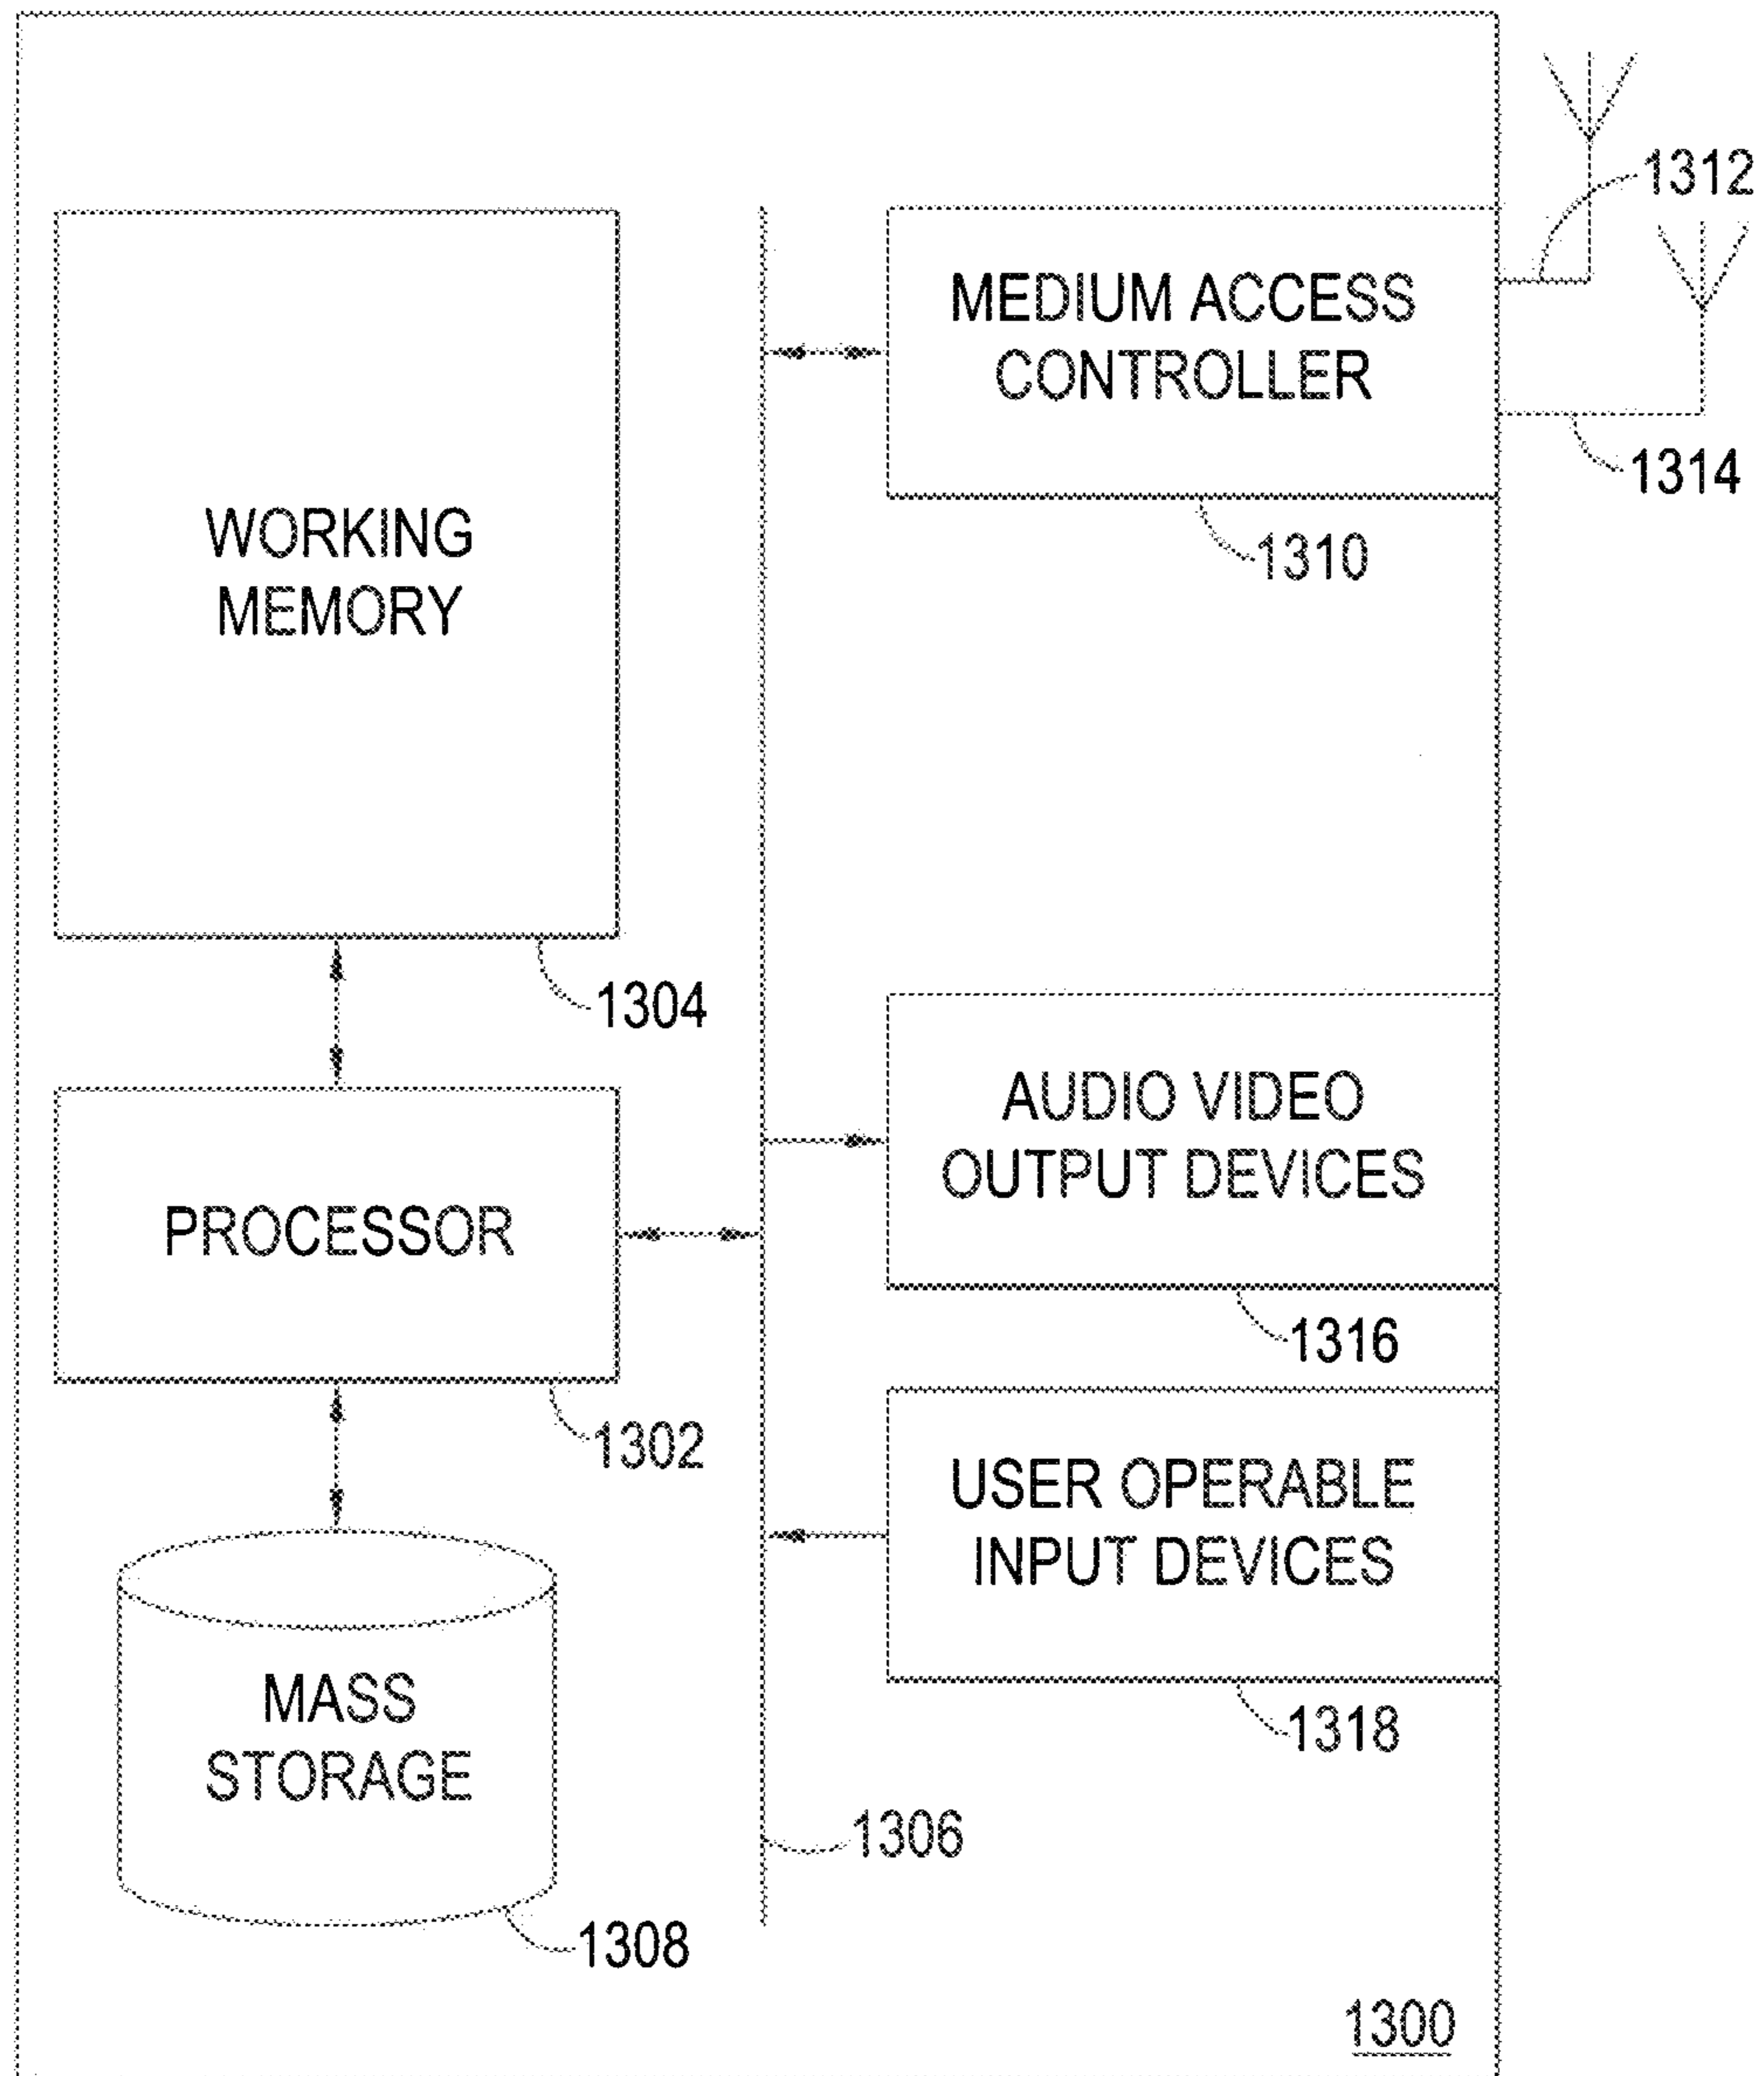 1312
MEDIUM ACCESS
CONTROLLER
1314
1310
WORKING
MEMORY
1304
AUDIO VIDEO
OUTPUT DEVICES
1316
PROCESSOR
1302
USER OPERABLE
INPUT DEVICES
1318
MASS
STORAGE
1306
1308
1300